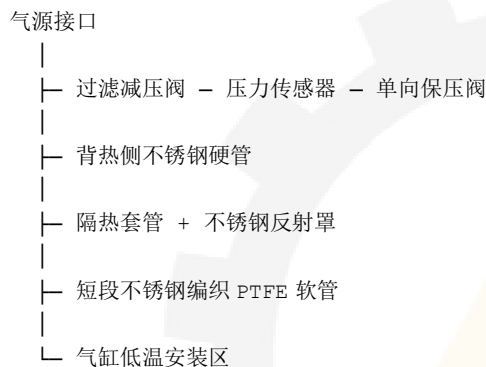 气源接口
│
├─ 过滤减压阀 — 压力传感器 — 单向保压阀
│
├─ 背热侧不锈钢硬管
│
├─ 隔热套管 + 不锈钢反射罩
│
├─ 短段不锈钢编织 PTFE 软管
│
└─ 气缸低温安装区